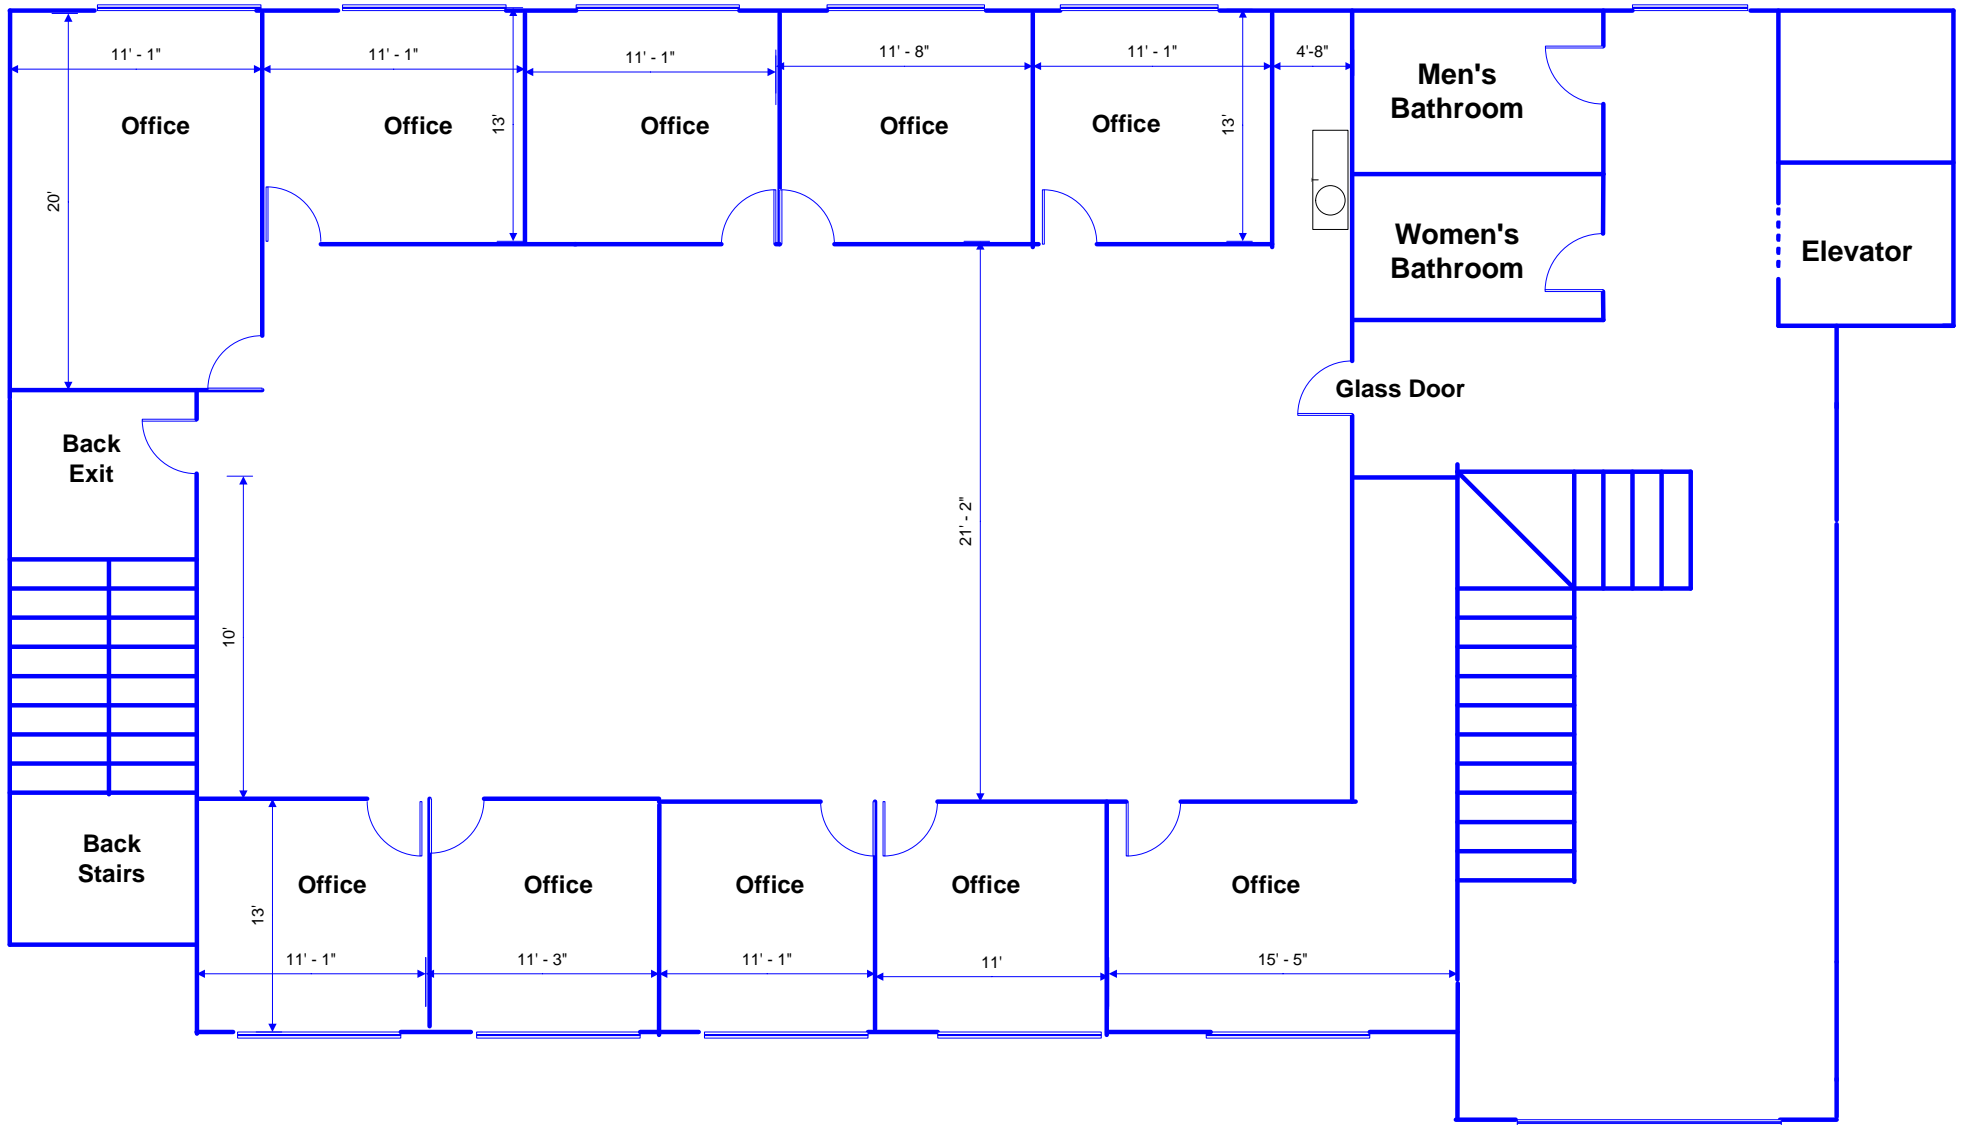 11' - 1"
11' - 1"
11' - 1"
11' - 8"
11' - 1"
4'-8"
Men's
Bathroom
Office
Office
Office
Office
Office
13'
13'
20'
Women's
Bathroom
Elevator
Glass Door
Back
Exit
21' - 2"
10'
Back
Stairs
Office
Office
Office
Office
Office
13'
11' - 1"
11' - 3"
11' - 1"
11'
15' - 5"